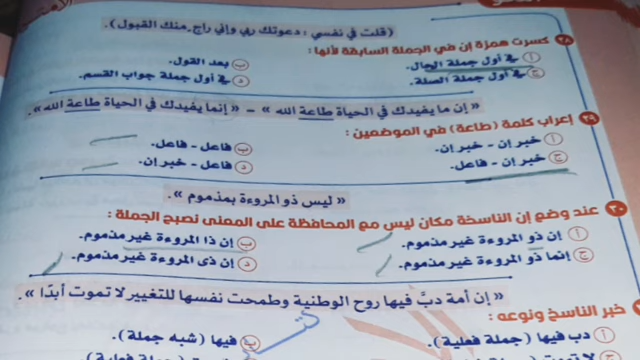 (قلت في نفسي : دعوتك ربي وإني راجٍ منك القبول).
٢٨ كسرت همزة إن في الجملة السابقة لأنها :
أ في أول جملة الحال. ب بعد القول.
ج في أول جملة الصلة. د في أول جملة جواب القسم.
« إن ما يفيدك في الحياة طاعة الله » – « إنما يفيدك في الحياة طاعة الله ».
٢٩ إعراب كلمة (طاعة) في الموضعين :
أ خبر إن - خبر إن. ب فاعل - فاعل.
ج خبر إن - فاعل. د فاعل - خبر إن.
« ليس ذو المروءة بمذموم ».
٣٠ عند وضع إن الناسخة مكان ليس مع المحافظة على المعنى تصبح الجملة :
أ إن ذو المروءة غير مذموم. ب إن ذا المروءة غير مذموم.
ج إنما ذو المروءة غير مذموم. د إن ذى المروءة غير مذموم.
« إن أمة دبَّ فيها روح الوطنية وطمحت نفسها للتغيير لا تموت أبدًا ».
خبر الناسخ ونوعه :
أ دب فيها (جملة فعلية). ب فيها (شبه جملة).